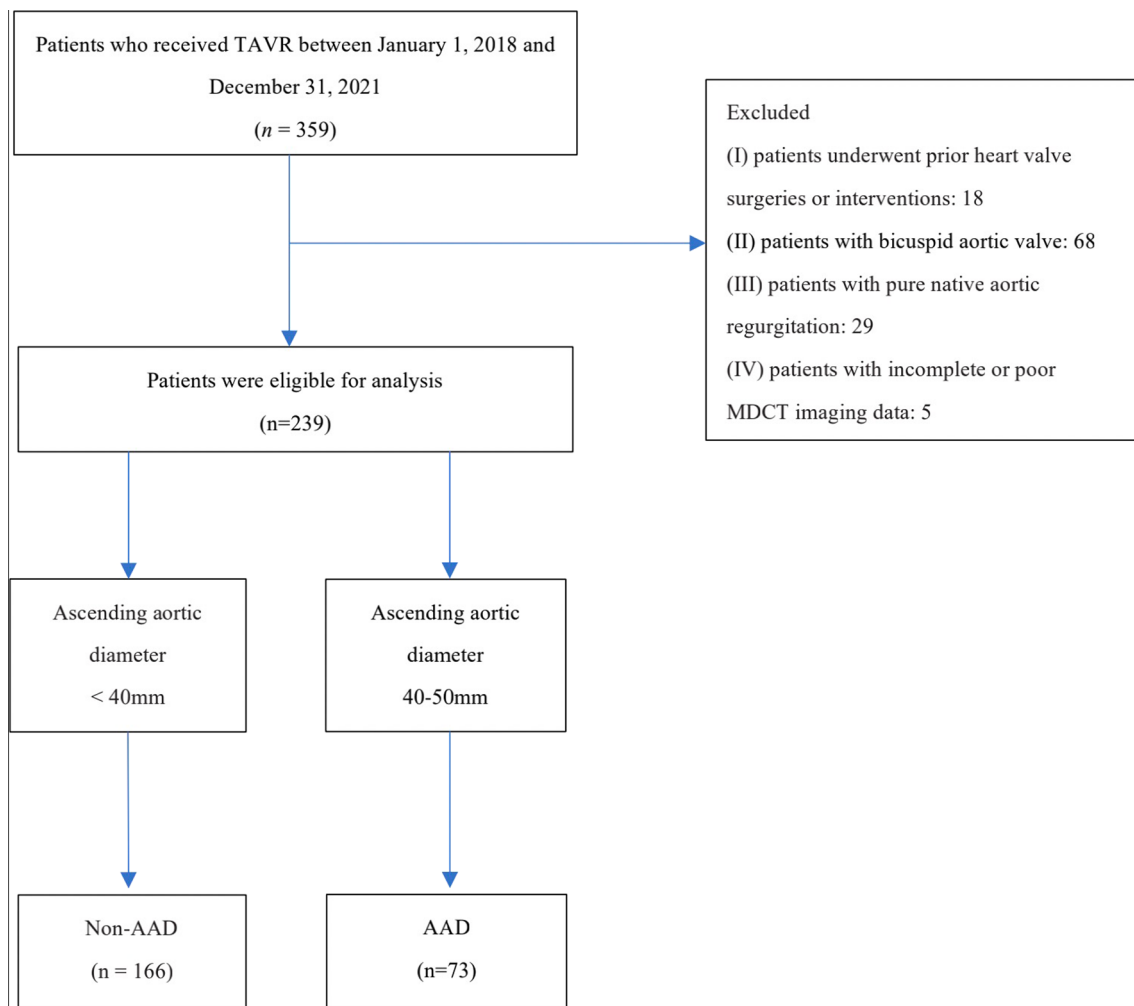 Patients who received TAVR between January 1, 2018 and
December 31, 2021
(n = 359)
Excluded
(I) patients underwent prior heart valve
surgeries or interventions: 18
(II) patients with bicuspid aortic valve: 68
(III) patients with pure native aortic
regurgitation: 29
(IV) patients with incomplete or poor
MDCT imaging data: 5
Patients were eligible for analysis
(n=239)
Ascending aortic
diameter
< 40mm
Ascending aortic
diameter
40-50mm
Non-AAD
(n = 166)
AAD
(n=73)